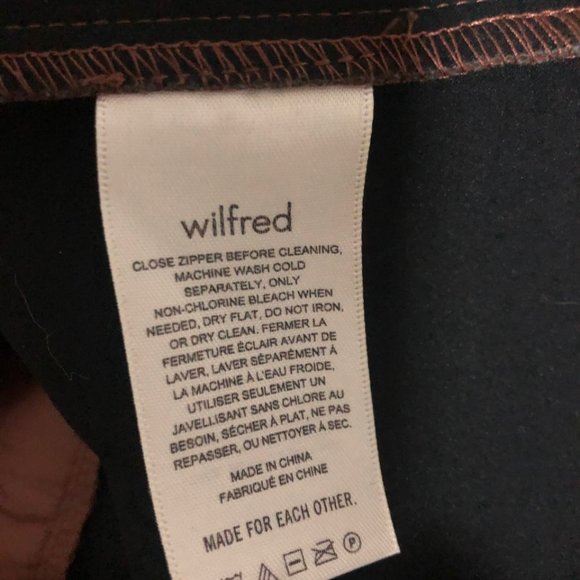 wilfred
CLOSE ZIPPER BEFORE CLEANING,
MACHINE WASH COLD
SEPARATELY, ONLY
NON-CHLORINE BLEACH WHEN
NEEDED, DRY FLAT, DO NOT IRON,
OR DRY CLEAN. FERMER LA
FERMETURE ÉCLAIR AVANT DE
LAVER, LAVER SÉPARÉMENT À
LA MACHINE À L'EAU FROIDE,
UTILISER SEULEMENT UN
JAVELLISANT SANS CHLORE AU
BESOIN, SÉCHER À PLAT, NE PAS
REPASSER, OU NETTOYER À SEC.
MADE IN CHINA
FABRIQUÉ EN CHINE
MADE FOR EACH OTHER.
P